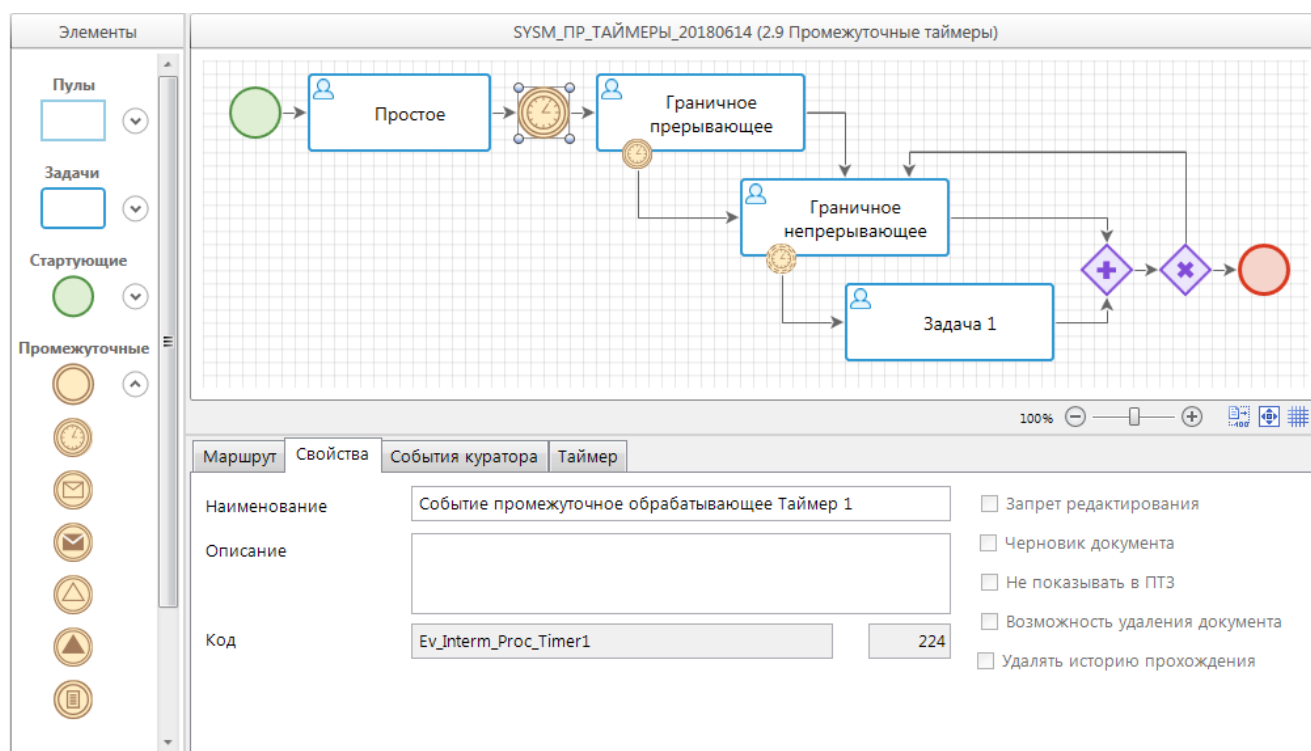 Элементы
SYSM_ПР_ТАЙМЕРЫ_20180614 (2.9 Промежуточные таймеры)
Пулы
Задачи
Стартующие
Промежуточные
Простое
Граничное
прерывающее
Граничное
непрерывающее
Задача 1
100%
Маршрут
Свойства
События куратора
Таймер
Наименование
Событие промежуточное обрабатывающее Таймер 1
Описание
Код
Ev_Interm_Proc_Timer1
224
Запрет редактирования
Черновик документа
Не показывать в ПТЗ
Возможность удаления документа
Удалять историю прохождения